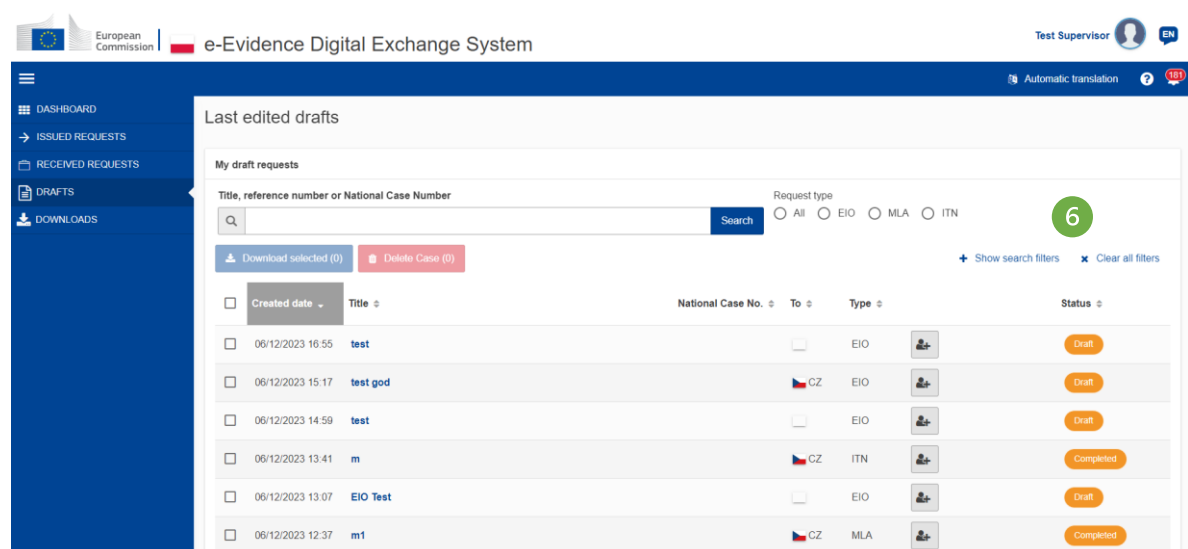 European
Commission
e-Evidence Digital Exchange System
Test Supervisor
EN
Automatic translation
?
181
DASHBOARD
ISSUED REQUESTS
RECEIVED REQUESTS
DRAFTS
DOWNLOADS
Last edited drafts
My draft requests
Title, reference number or National Case Number
Search
Request type
All EIO MLA ITN
6
Download selected (0) Delete Case (0)
Show search filters Clear all filters
Created date Title National Case No. To Type Status
06/12/2023 16:55 test EIO Draft
06/12/2023 15:17 test god CZ EIO Draft
06/12/2023 14:59 test EIO Draft
06/12/2023 13:41 m CZ ITN Completed
06/12/2023 13:07 EIO Test EIO Draft
06/12/2023 12:37 m1 CZ MLA Completed